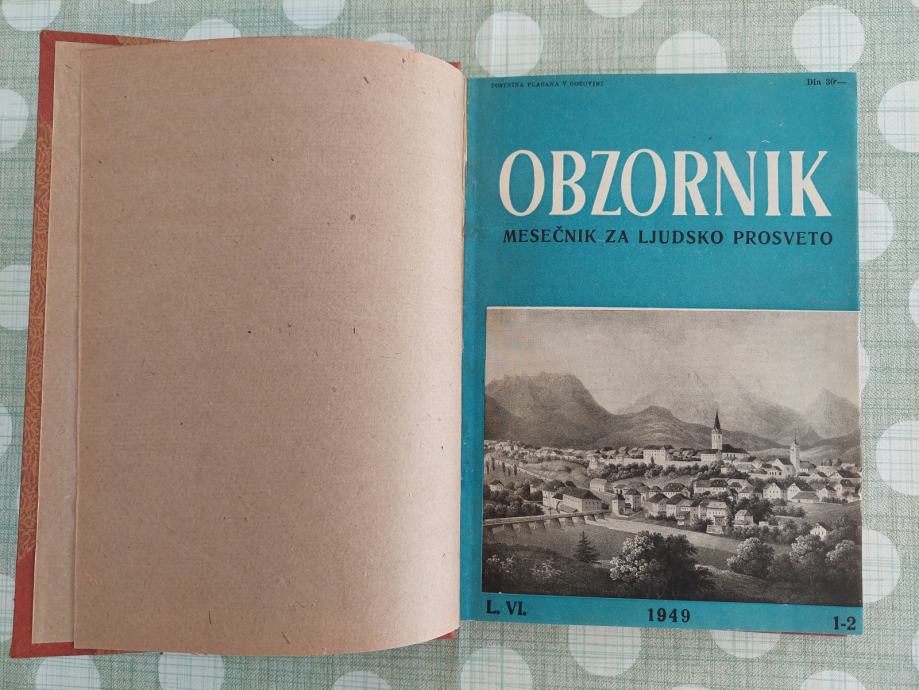 POŠTNINA PLAČANA V GOTOVINI
Din 30'—
OBZORNIK
MESEČNIK ZA LJUDSKO PROSVETO
L. VI.
1949
1-2